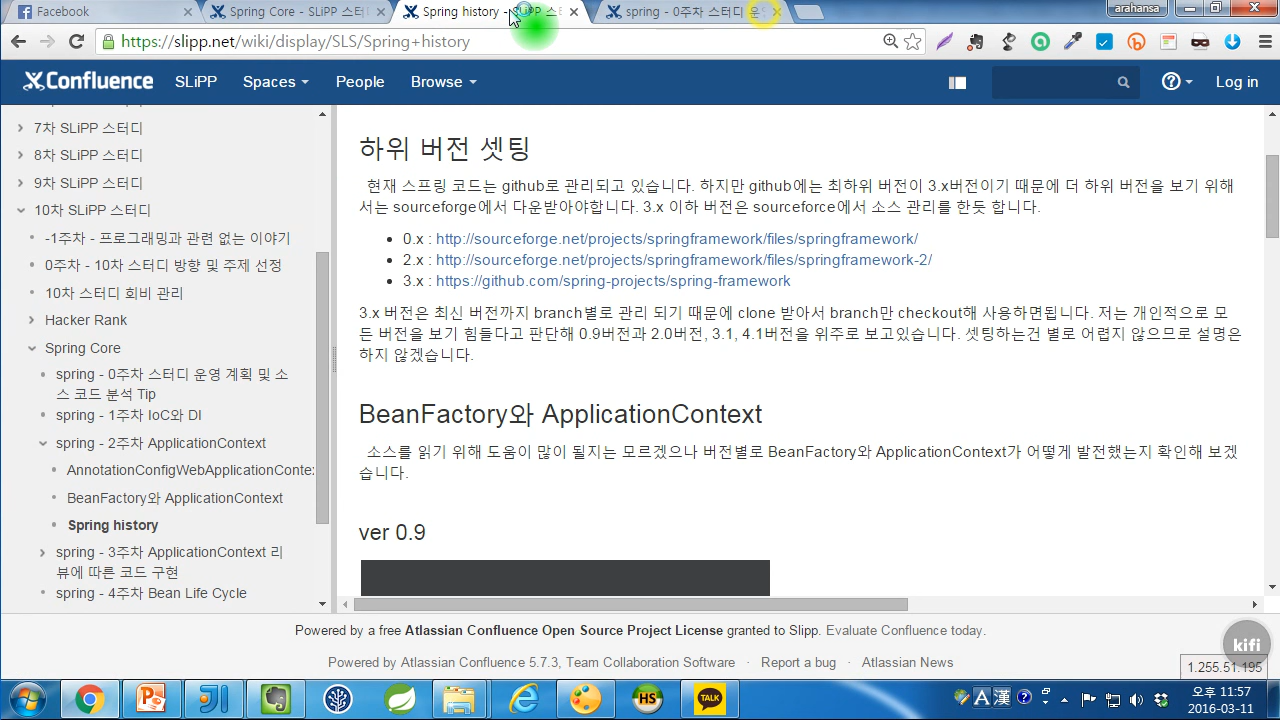 Facebook
Spring Core - SLiPP 스터
Spring history - SLiPP 스
spring - 0주차 스터디 운영
arahansa
https://slipp.net/wiki/display/SLS/Spring+history
Confluence
SLiPP
Spaces
People
Browse
Log in
7차 SLiPP 스터디
8차 SLiPP 스터디
9차 SLiPP 스터디
10차 SLiPP 스터디
-1주차 - 프로그래밍과 관련 없는 이야기
0주차 - 10차 스터디 방향 및 주제 선정
10차 스터디 회비 관리
Hacker Rank
Spring Core
spring - 0주차 스터디 운영 계획 및 소
스 코드 분석 Tip
spring - 1주차 IoC와 DI
spring - 2주차 ApplicationContext
AnnotationConfigWebApplicationContex
BeanFactory와 ApplicationContext
Spring history
spring - 3주차 ApplicationContext 리
뷰에 따른 코드 구현
spring - 4주차 Bean Life Cycle
하위 버전 셋팅
현재 스프링 코드는 github로 관리되고 있습니다. 하지만 github에는 최하위 버전이 3.x버전이기 때문에 더 하위 버전을 보기 위해
서는 sourceforge에서 다운받아야합니다. 3.x 이하 버전은 sourceforce에서 소스 관리를 한듯 합니다.
0.x : http://sourceforge.net/projects/springframework/files/springframework/
2.x : http://sourceforge.net/projects/springframework/files/springframework-2/
3.x : https://github.com/spring-projects/spring-framework
3.x 버전은 최신 버전까지 branch별로 관리 되기 때문에 clone 받아서 branch만 checkout해 사용하면됩니다. 저는 개인적으로 모
든 버전을 보기 힘들다고 판단해 0.9버전과 2.0버전, 3.1, 4.1버전을 위주로 보고있습니다. 셋팅하는건 별로 어렵지 않으므로 설명은
하지 않겠습니다.
BeanFactory와 ApplicationContext
소스를 읽기 위해 도움이 많이 될지는 모르겠으나 버전별로 BeanFactory와 ApplicationContext가 어떻게 발전했는지 확인해 보겠
습니다.
ver 0.9
Powered by a free Atlassian Confluence Open Source Project License granted to Slipp. Evaluate Confluence today.
Powered by Atlassian Confluence 5.7.3, Team Collaboration Software · Report a bug · Atlassian News
kifi
1.255.51.195
HS
TALK
A 漢
오후 11:57
2016-03-11